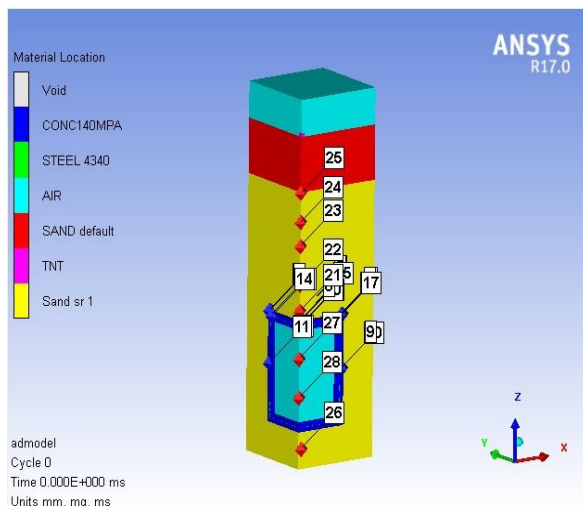 ANSYS
R17.0
Material Location
Void
CONC140MPA
STEEL 4340
AIR
SAND default
TNT
Sand sr 1
25
24
23
22
14
21
17
11
27
9
28
26
admodel
Cycle 0
Time 0.000E+000 ms
Units mm, mg, ms
Z
Y
X